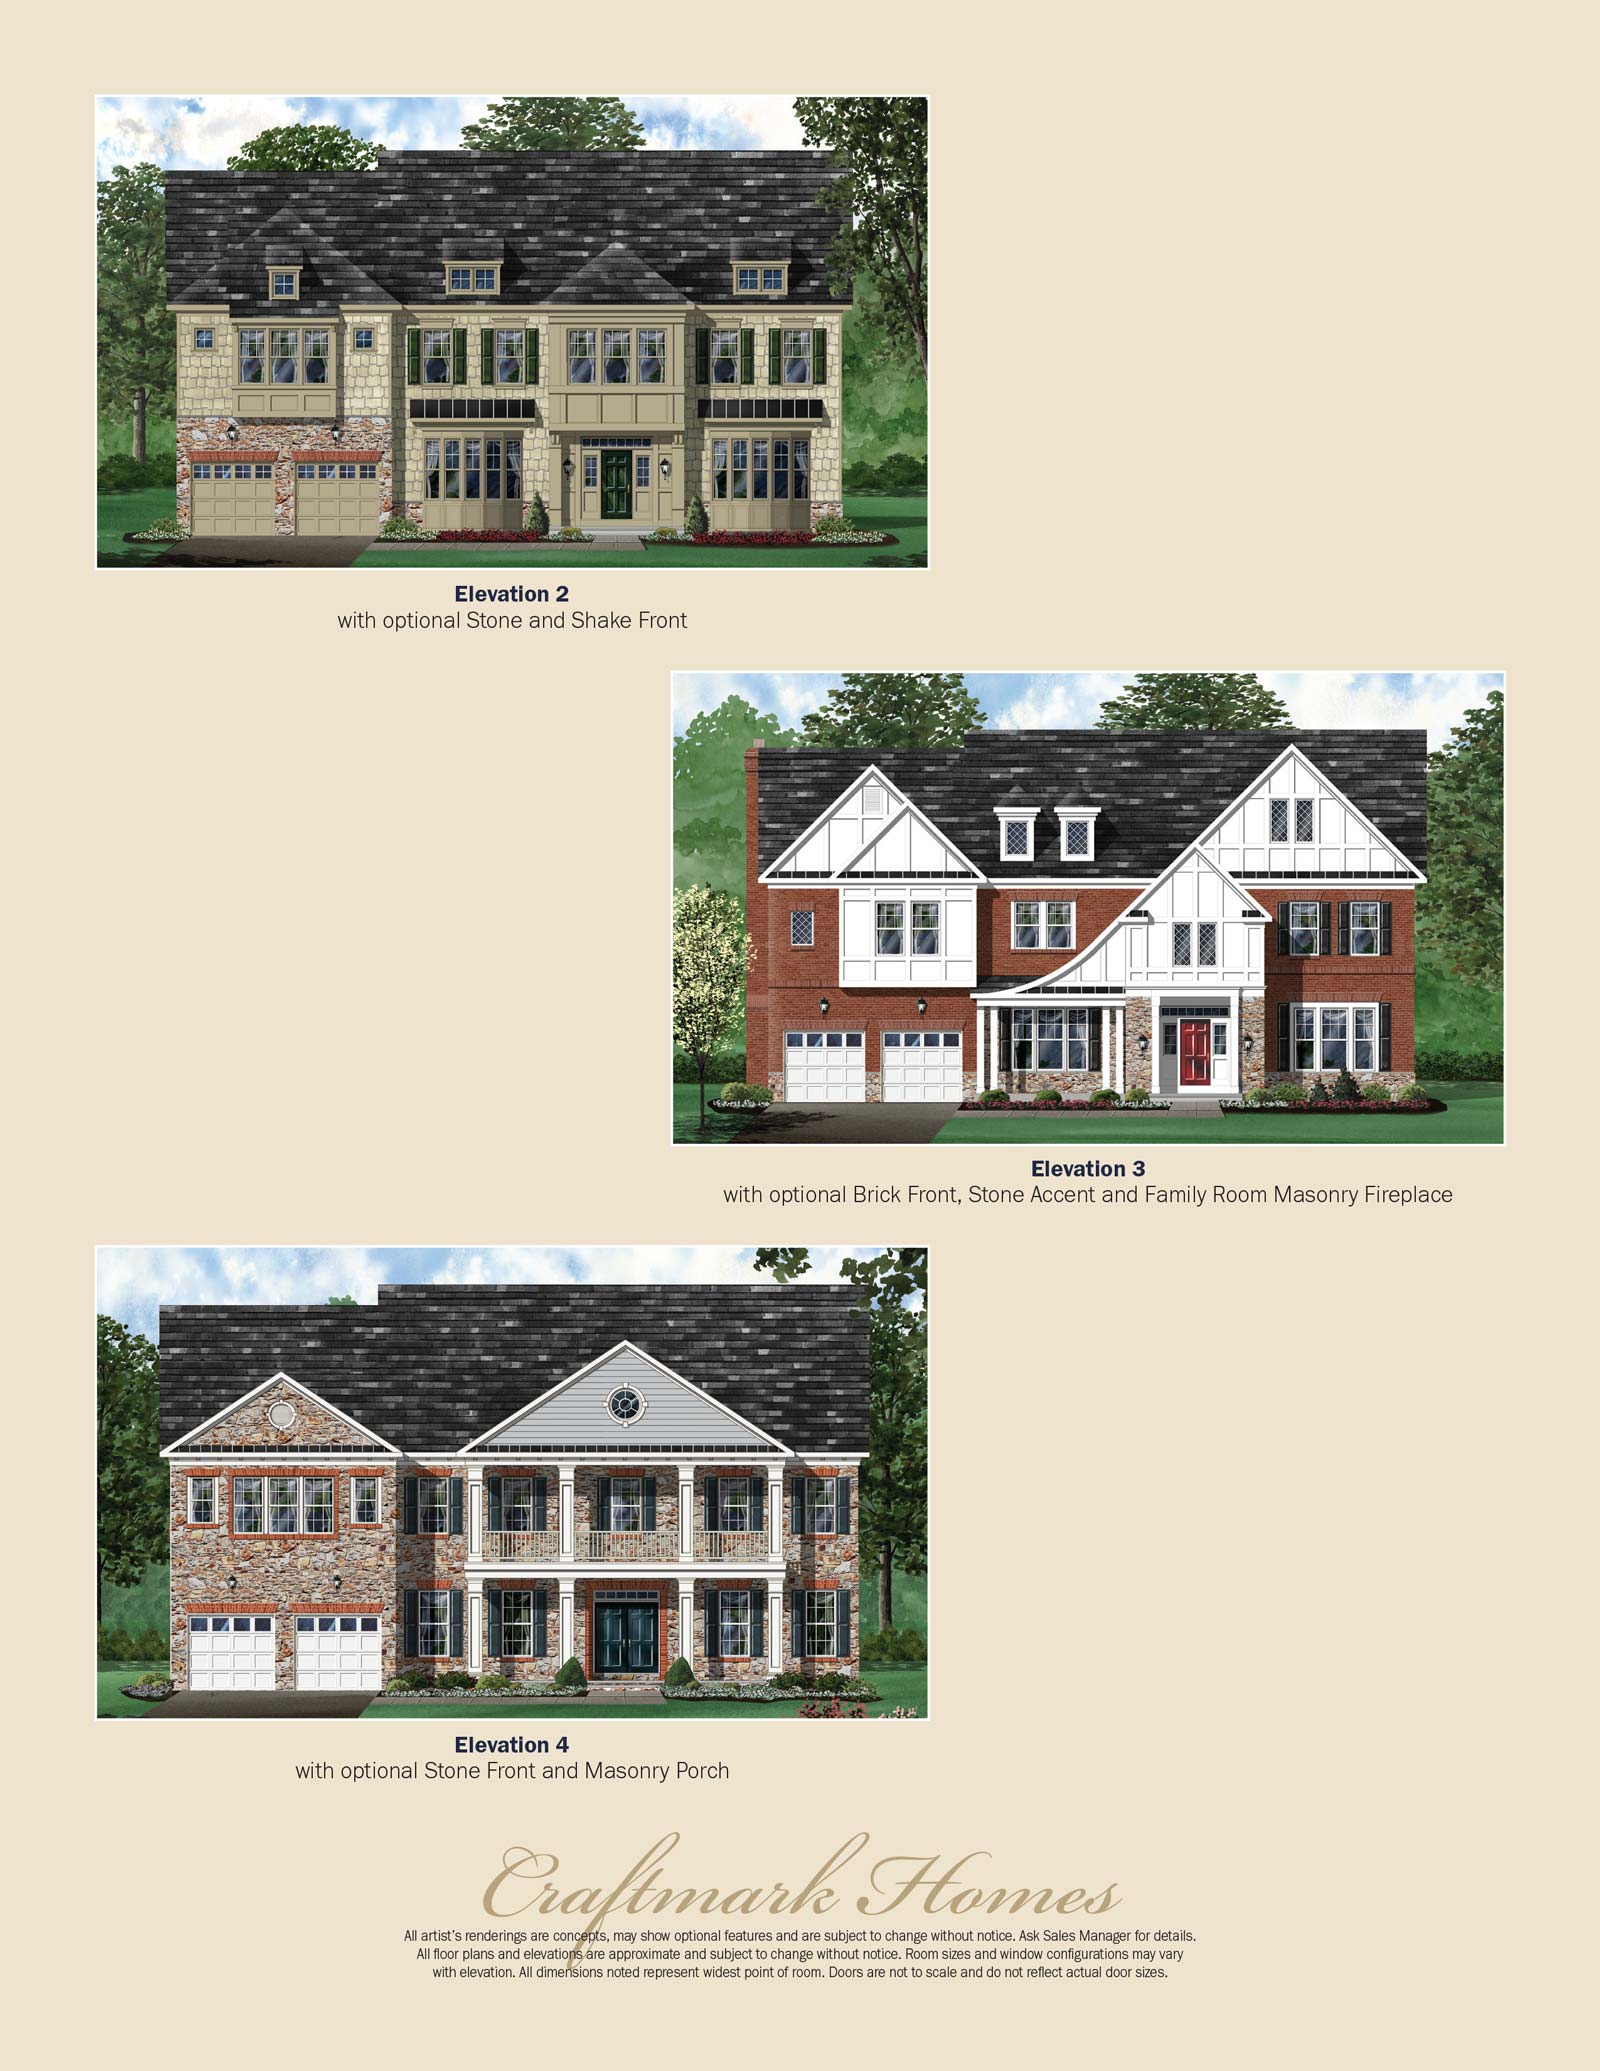 Elevation 2
with optional Stone and Shake Front
Elevation 3
with optional Brick Front, Stone Accent and Family Room Masonry Fireplace
Elevation 4
with optional Stone Front and Masonry Porch
Craftmark Homes
All artist’s renderings are concepts, may show optional features and are subject to change without notice. Ask Sales Manager for details.
All floor plans and elevations are approximate and subject to change without notice. Room sizes and window configurations may vary
with elevation. All dimensions noted represent widest point of room. Doors are not to scale and do not reflect actual door sizes.